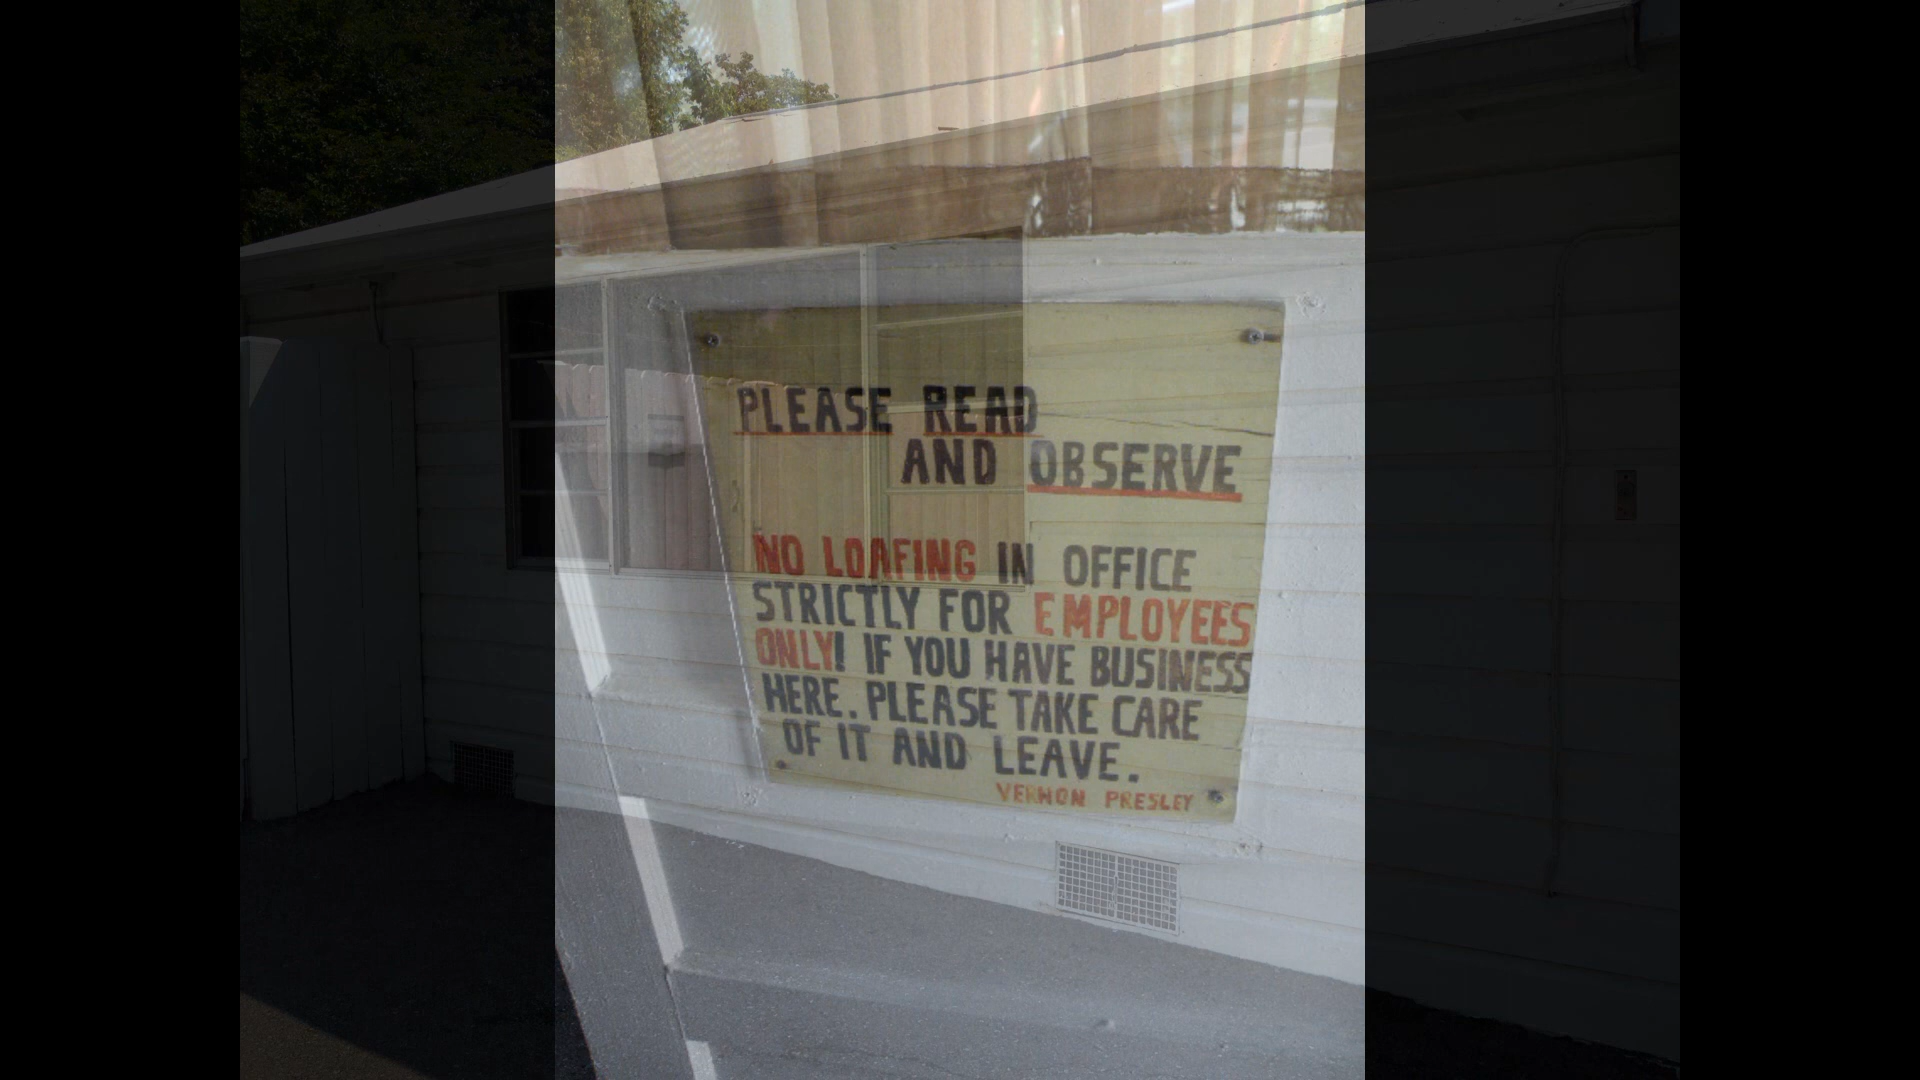 PLEASE READ
AND OBSERVE
NO LOAFING IN OFFICE
STRICTLY FOR EMPLOYEES
ONLY! IF YOU HAVE BUSINESS
HERE. PLEASE TAKE CARE
OF IT AND LEAVE.
VERNON PRESLEY